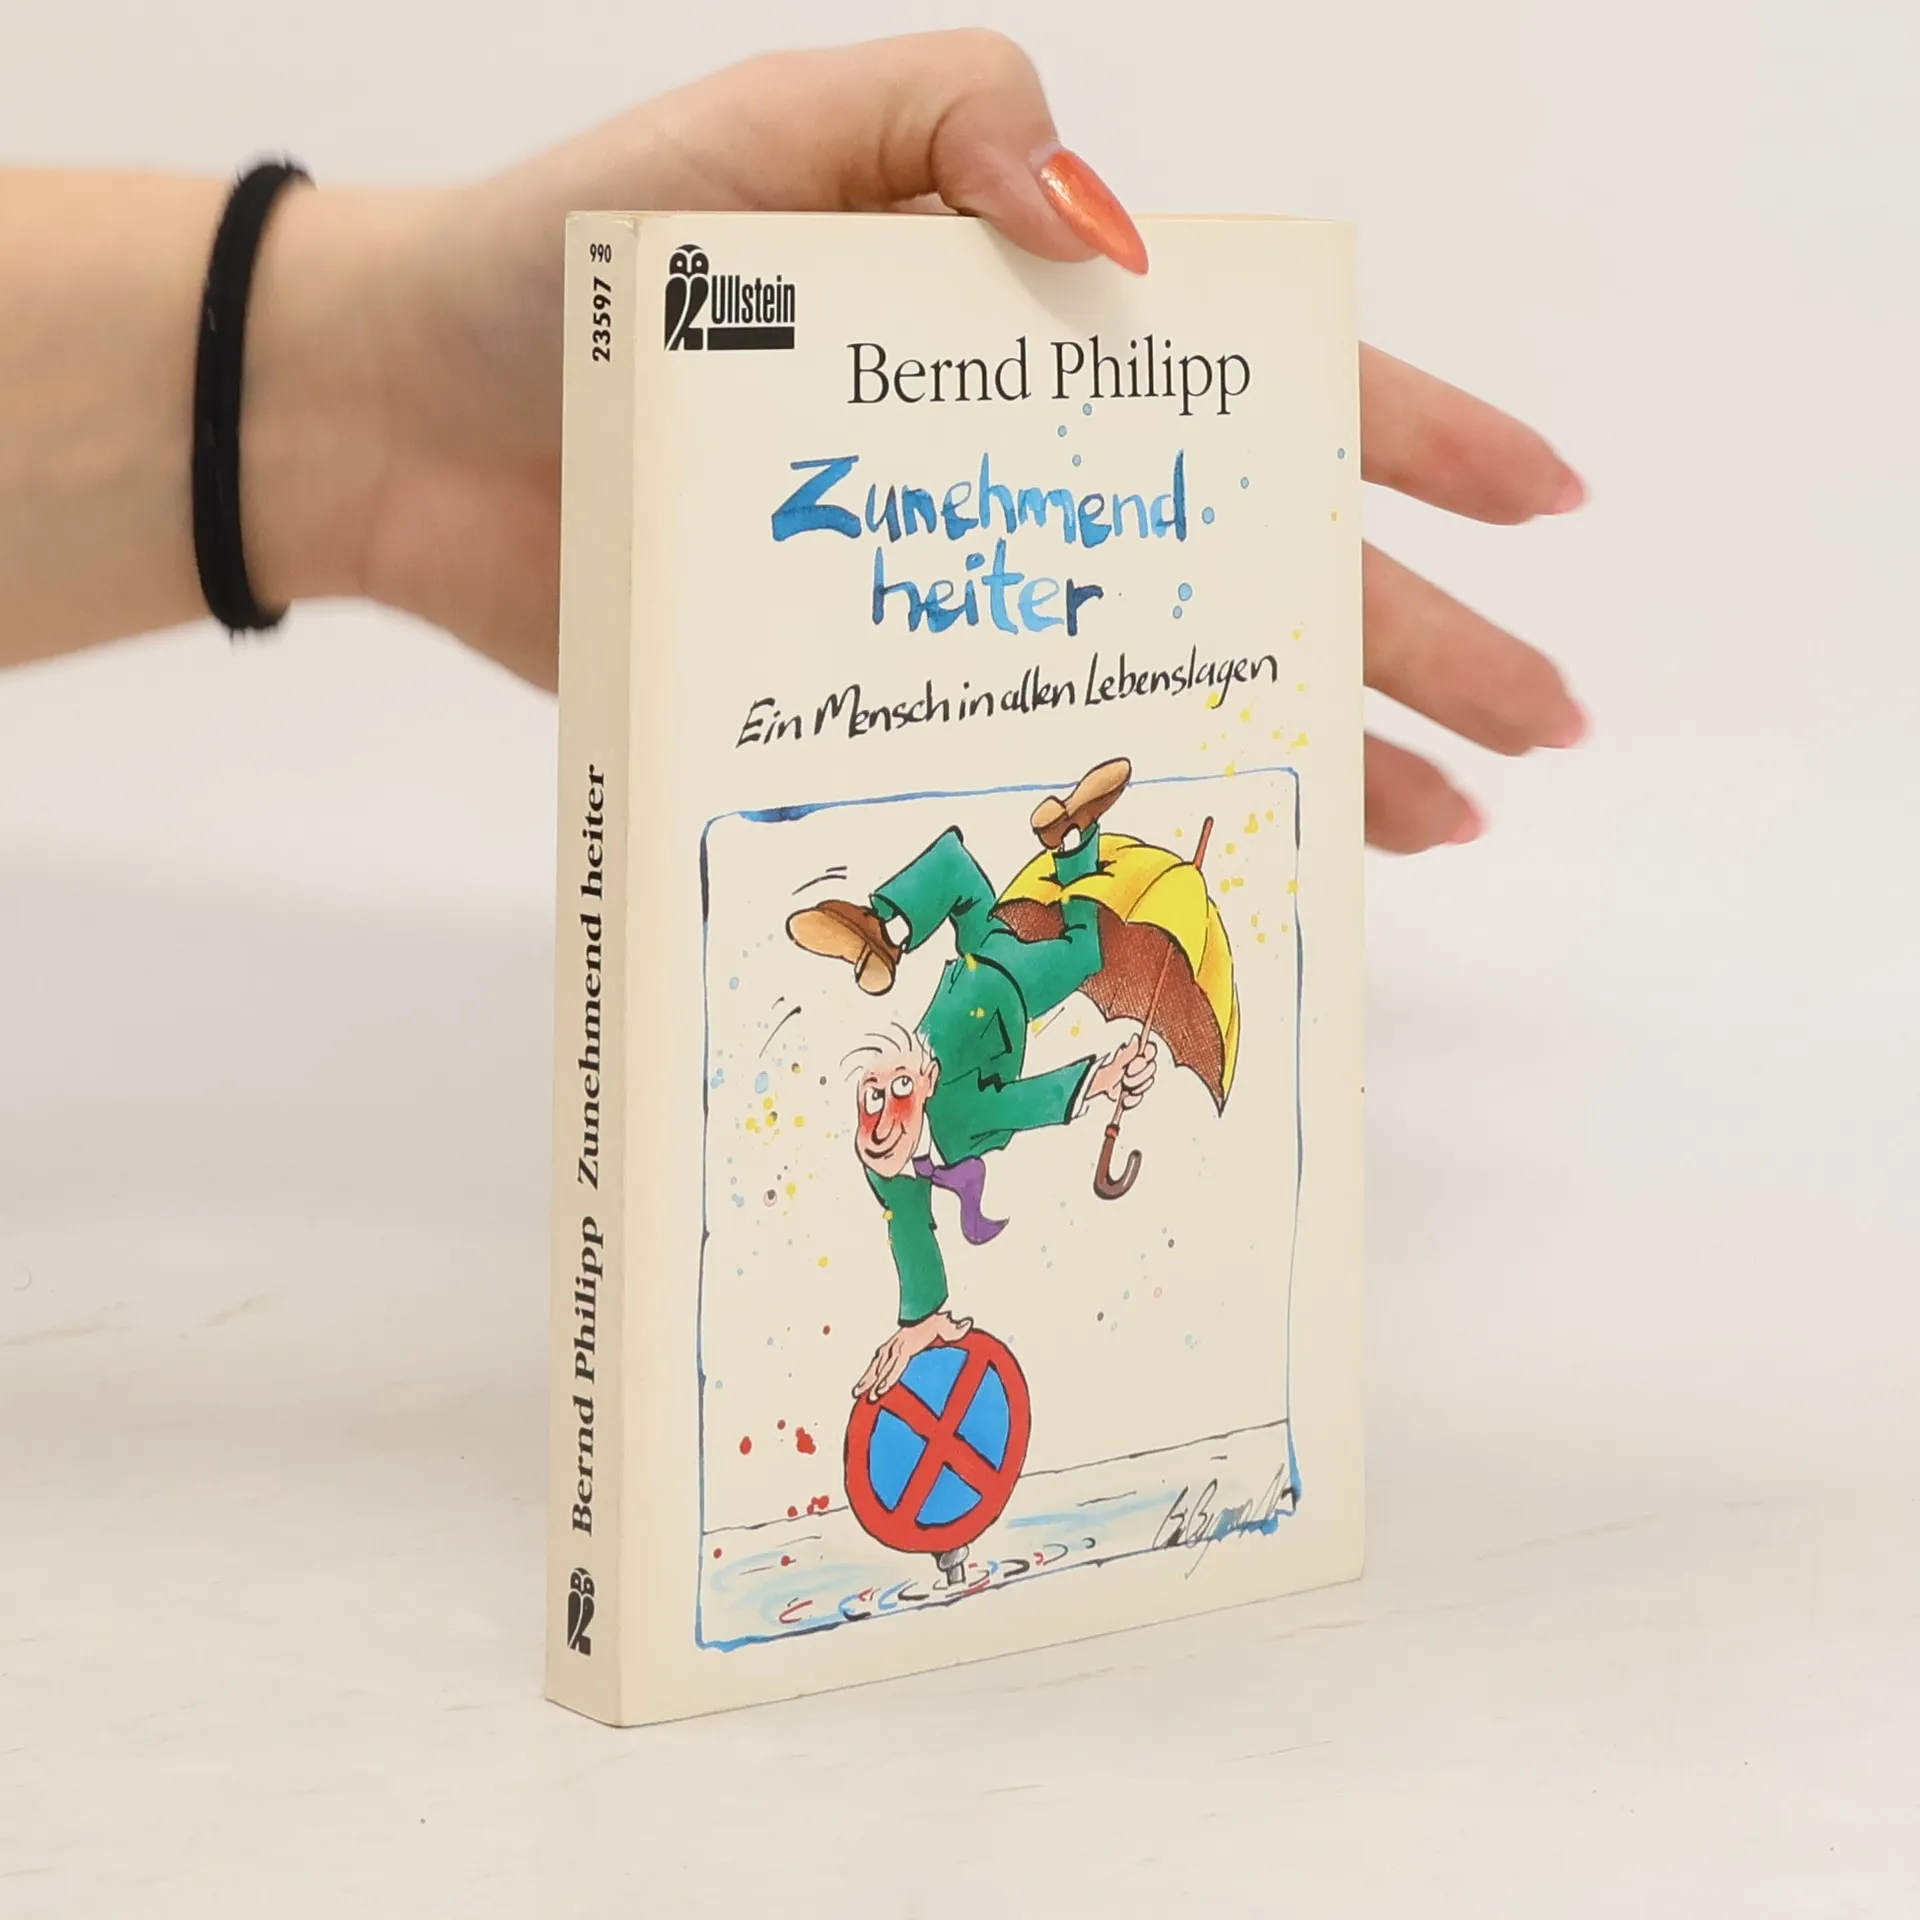 990
23597
Bernd Philipp Zunehmend heiter
Ullstein
Bernd Philipp
Zunehmend
heiter
Ein Mensch in allen Lebenslagen